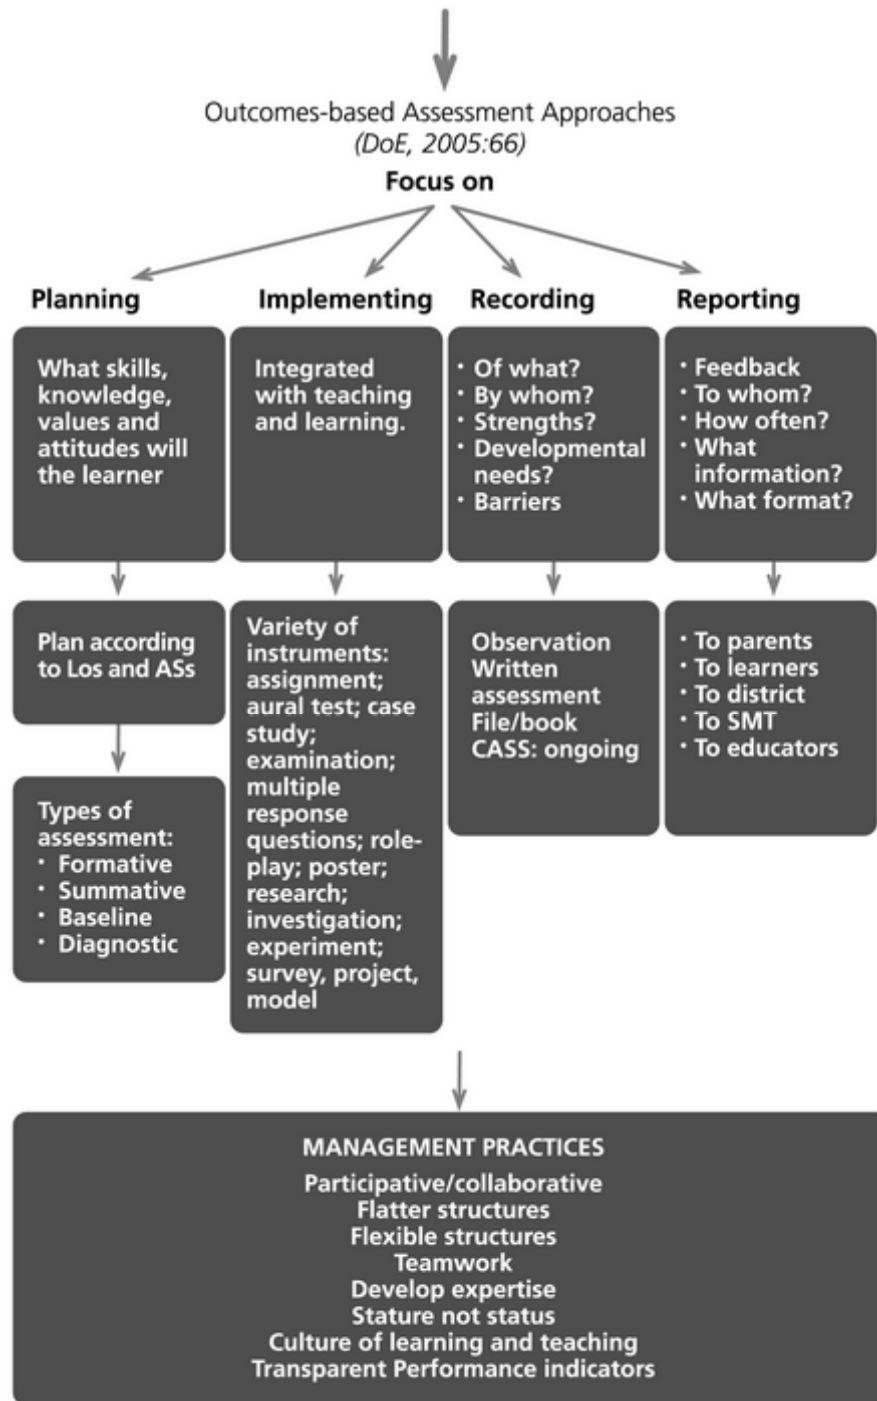 Outcomes-based Assessment Approaches
(DoE, 2005:66)
Focus on
Planning
What skills,
knowledge,
values and
attitudes will
the learner
Plan according
to Los and ASs
Types of
assessment:
· Formative
· Summative
· Baseline
· Diagnostic
Implementing
Integrated
with teaching
and learning.
Variety of
instruments:
assignment;
aural test; case
study;
examination;
multiple
response
questions; role-
play; poster;
research;
investigation;
experiment;
survey, project,
model
Recording
· Of what?
· By whom?
· Strengths?
· Developmental
needs?
· Barriers
Observation
Written
assessment
File/book
CASS: ongoing
Reporting
· Feedback
· To whom?
· How often?
· What
information?
· What format?
· To parents
· To learners
· To district
· To SMT
· To educators
MANAGEMENT PRACTICES
Participative/collaborative
Flatter structures
Flexible structures
Teamwork
Develop expertise
Stature not status
Culture of learning and teaching
Transparent Performance indicators